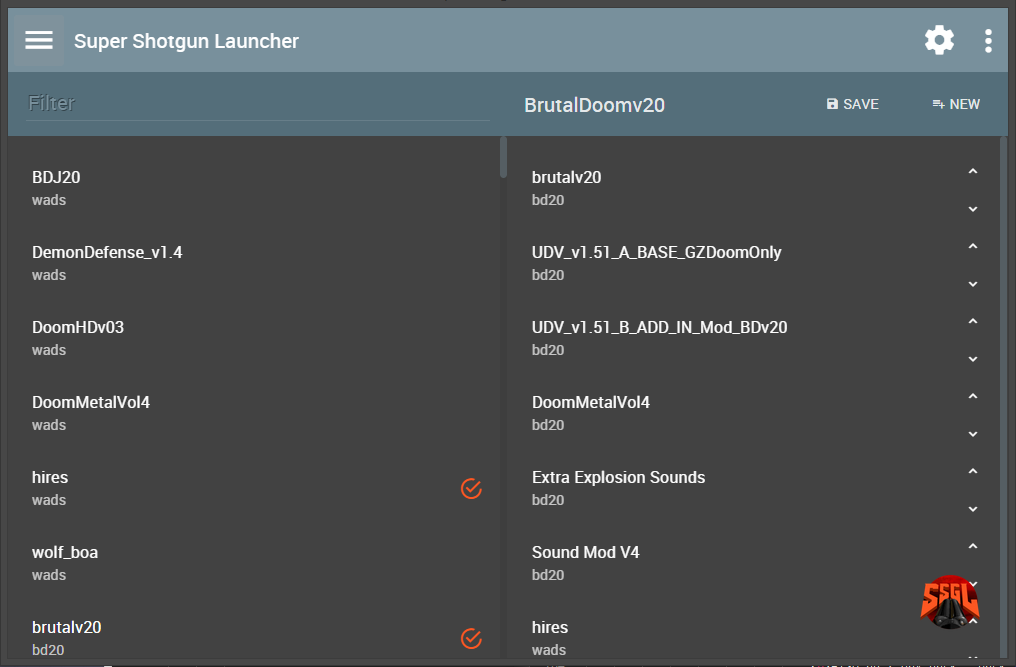 Super Shotgun Launcher
Filter
BrutalDoomv20
SAVE
NEW
BDJ20
wads
DemonDefense_v1.4
wads
DoomHDv03
wads
DoomMetalVol4
wads
hires
wads
wolf_boa
wads
brutalv20
bd20
brutalv20
bd20
UDV_v1.51_A_BASE_GZDoomOnly
bd20
UDV_v1.51_B_ADD_IN_Mod_BDv20
bd20
DoomMetalVol4
bd20
Extra Explosion Sounds
bd20
Sound Mod V4
bd20
hires
wads
SSGL